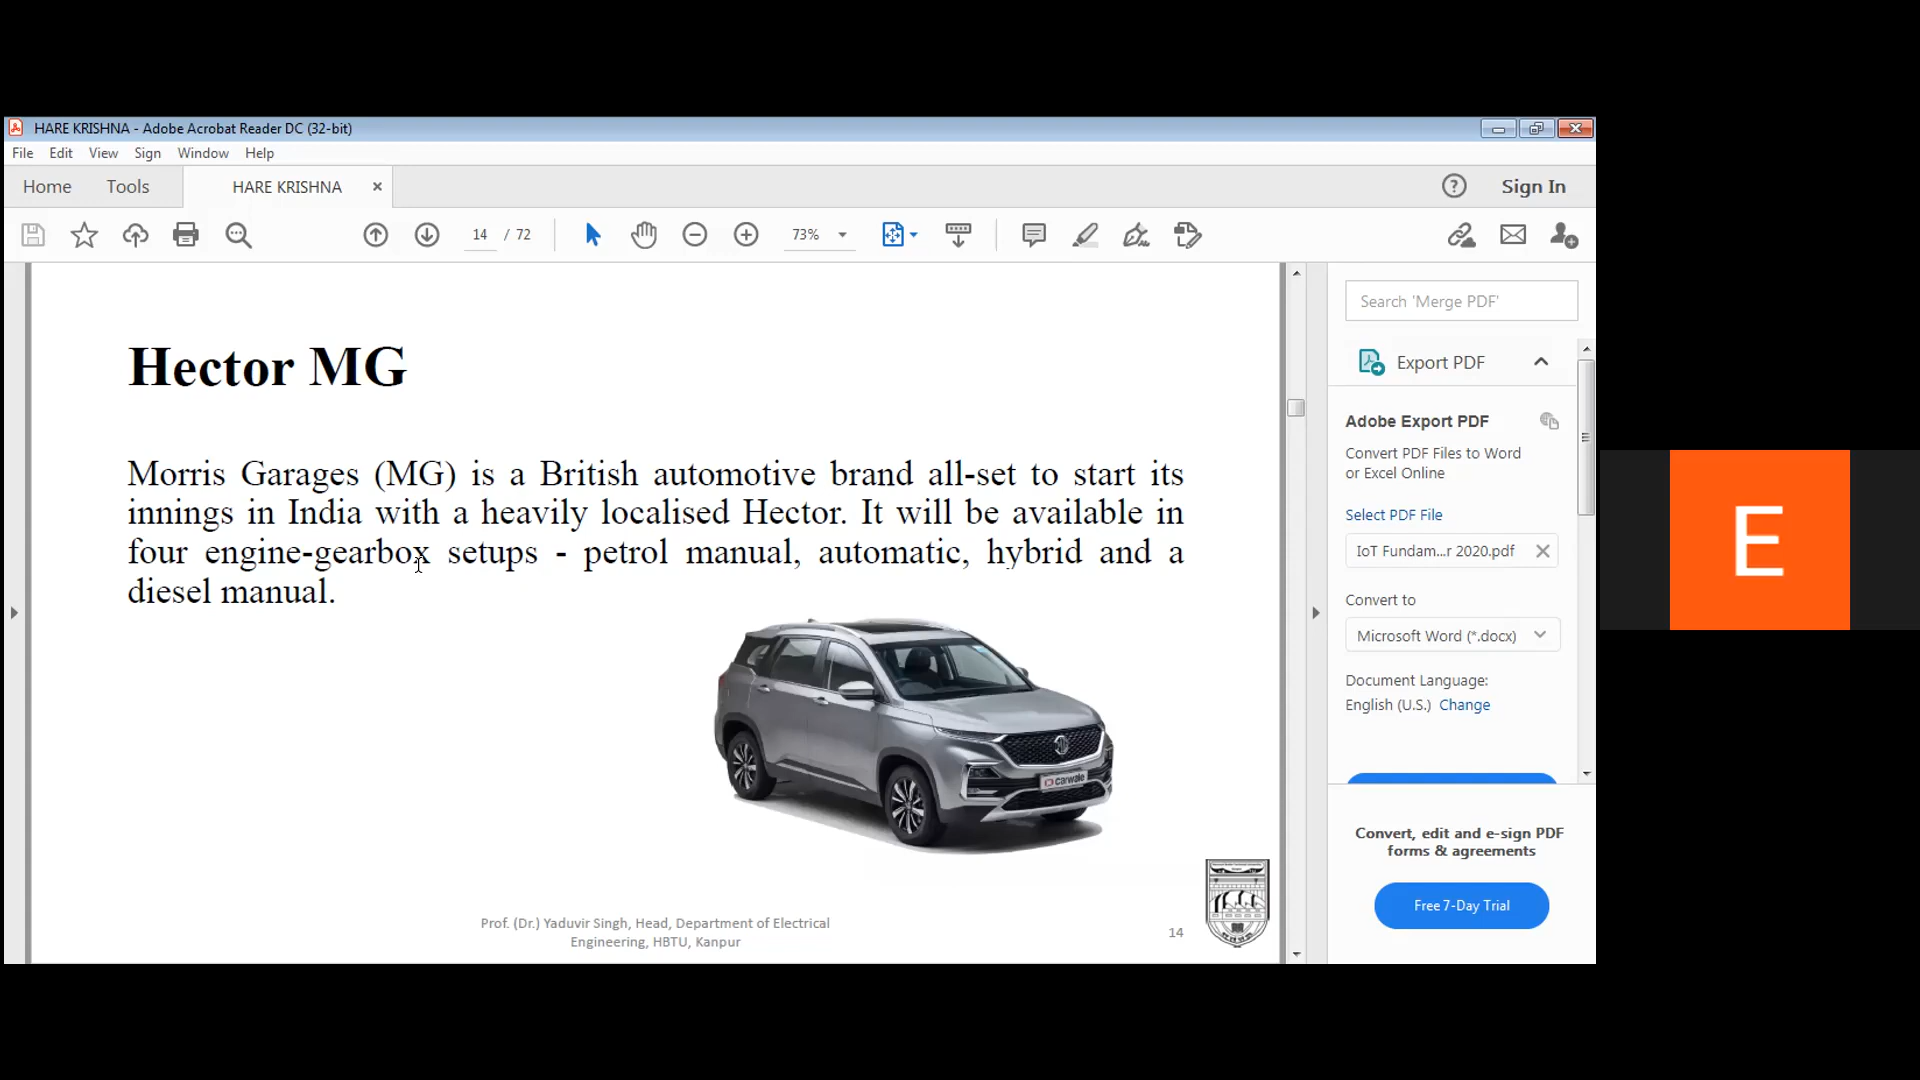 HARE KRISHNA - Adobe Acrobat Reader DC (32-bit)
File Edit View Sign Window Help
Home Tools HARE KRISHNA Sign In
14 / 72 73%
Search 'Merge PDF'
Export PDF
Adobe Export PDF
Convert PDF Files to Word
or Excel Online
Select PDF File
IoT Fundam...r 2020.pdf
Convert to
Microsoft Word (*.docx)
Document Language:
English (U.S.) Change
Convert, edit and e-sign PDF
forms & agreements
Free 7-Day Trial
Hector MG
Morris Garages (MG) is a British automotive brand all-set to start its
innings in India with a heavily localised Hector. It will be available in
four engine-gearbox setups - petrol manual, automatic, hybrid and a
diesel manual.
carwale
Prof. (Dr.) Yaduvir Singh, Head, Department of Electrical
Engineering, HBTU, Kanpur
14
E